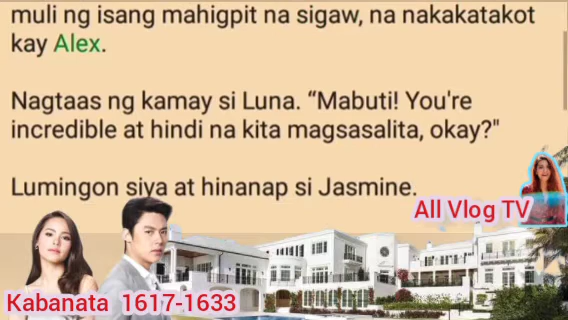 muli ng isang mahigpit na sigaw, na nakakatakot
kay Alex.
Nagtaas ng kamay si Luna. “Mabuti! You're
incredible at hindi na kita magsasalita, okay?"
Lumingon siya at hinanap si Jasmine.
All Vlog TV
Kabanata 1617-1633